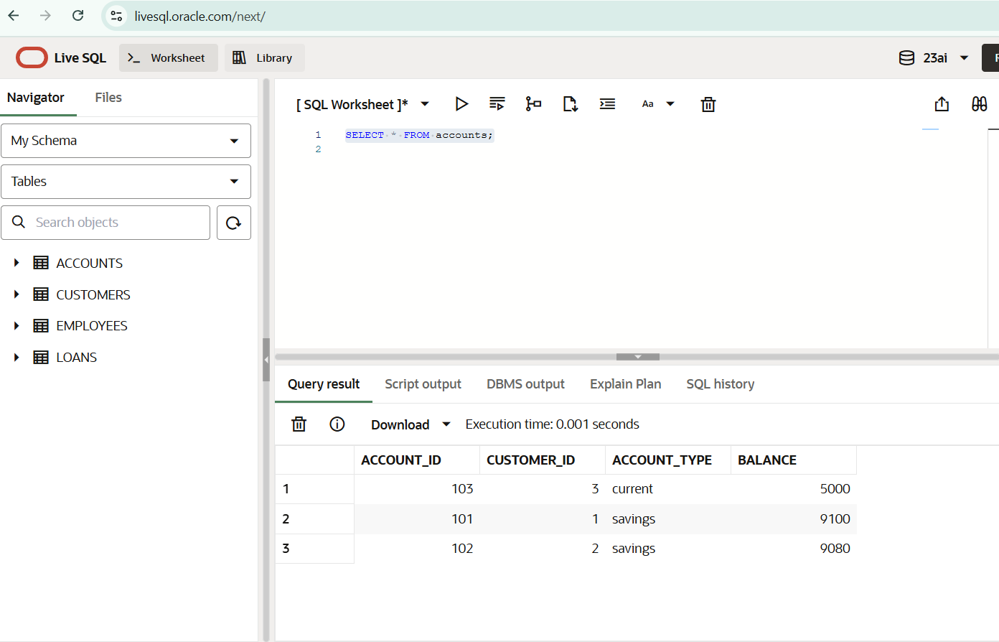 livesql.oracle.com/next/
Live SQL
Worksheet
Library
23ai
Navigator
Files
My Schema
Tables
Search objects
ACCOUNTS
CUSTOMERS
EMPLOYEES
LOANS
[ SQL Worksheet ]*
Aa
1 SELECT * FROM accounts;
2
Query result Script output DBMS output Explain Plan SQL history
Download Execution time: 0.001 seconds
ACCOUNT_ID CUSTOMER_ID ACCOUNT_TYPE BALANCE
1 103 3 current 5000
2 101 1 savings 9100
3 102 2 savings 9080